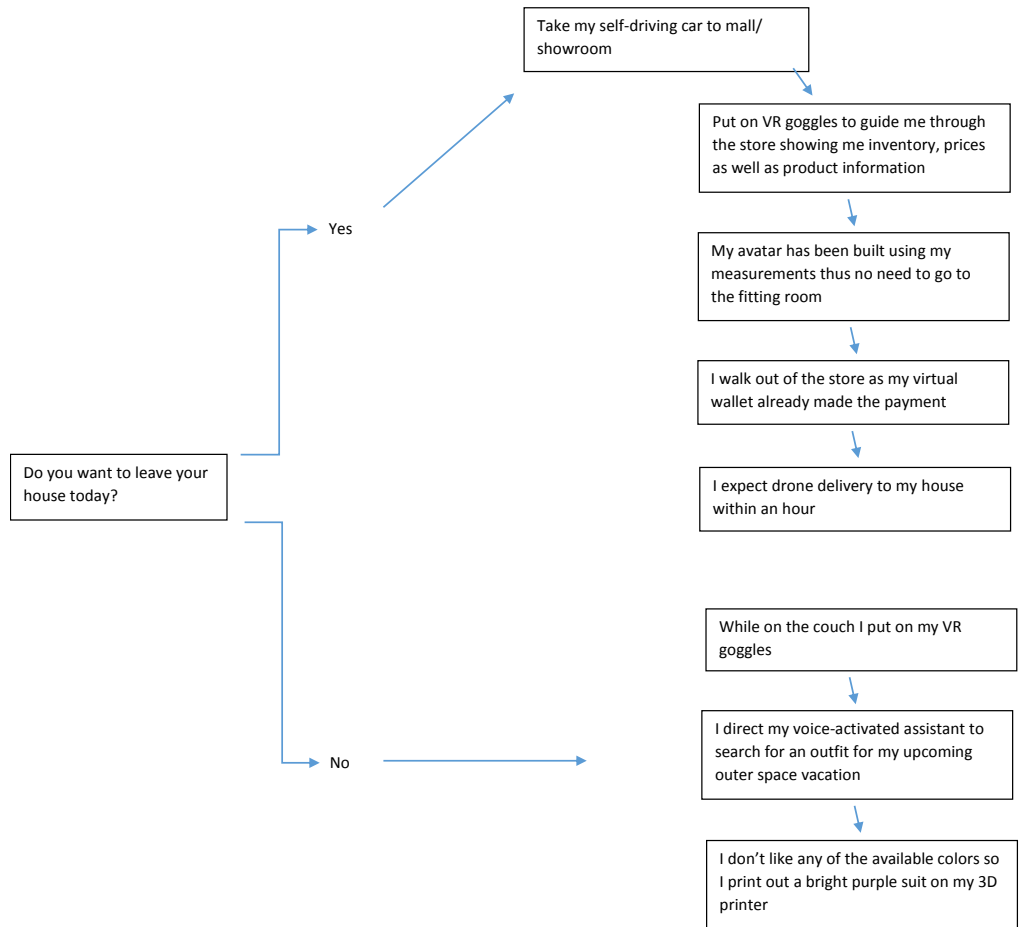 Take my self-driving car to mall/
showroom
Put on VR goggles to guide me through
the store showing me inventory, prices
as well as product information
Yes
My avatar has been built using my
measurements thus no need to go to
the fitting room
I walk out of the store as my virtual
wallet already made the payment
Do you want to leave your
house today?
I expect drone delivery to my house
within an hour
While on the couch I put on my VR
goggles
I direct my voice-activated assistant to
search for an outfit for my upcoming
outer space vacation
No
I don’t like any of the available colors so
I print out a bright purple suit on my 3D
printer